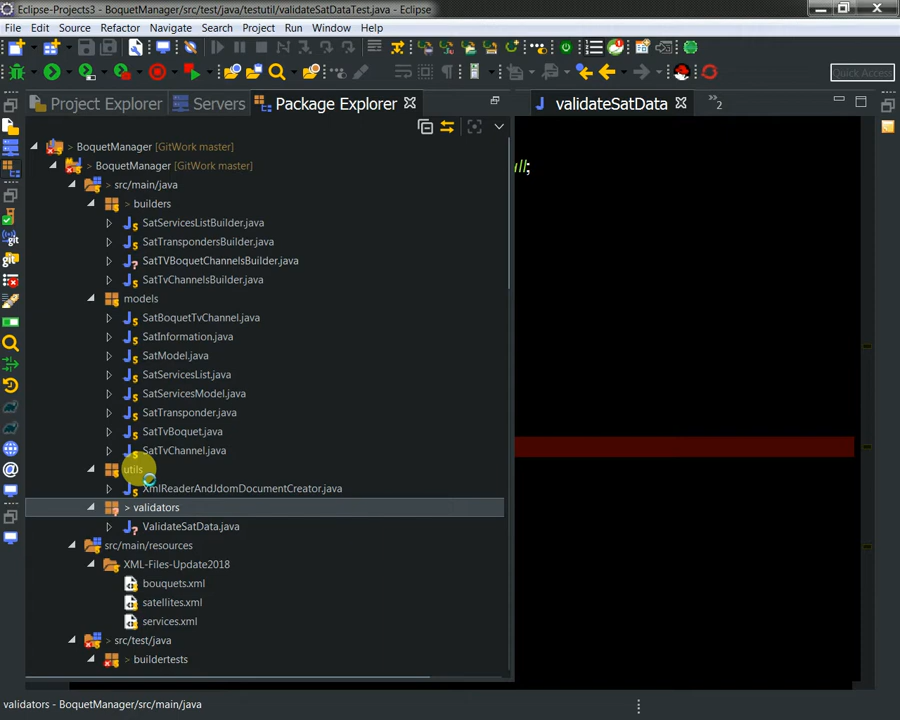 Eclipse-Projects3 - BoquetManager/src/test/java/testutil/validateSatDataTest.java - Eclipse
File Edit Source Refactor Navigate Search Project Run Window Help
Quick Access
Project Explorer Servers Package Explorer validateSatData »2
> BoquetManager [GitWork master]
> BoquetManager [GitWork master]
src/main/java
> builders
SatServicesListBuilder.java
SatTranspondersBuilder.java
SatTVBoquetChannelsBuilder.java
SatTvChannelsBuilder.java
models
SatBoquetTvChannel.java
SatInformation.java
SatModel.java
SatServicesList.java
SatServicesModel.java
SatTransponder.java
SatTvBoquet.java
SatTvChannel.java
utils
XmlReaderAndJdomDocumentCreator.java
> validators
ValidateSatData.java
src/main/resources
XML-Files-Update2018
bouquets.xml
satellites.xml
services.xml
> src/test/java
> buildertests
validators - BoquetManager/src/main/java